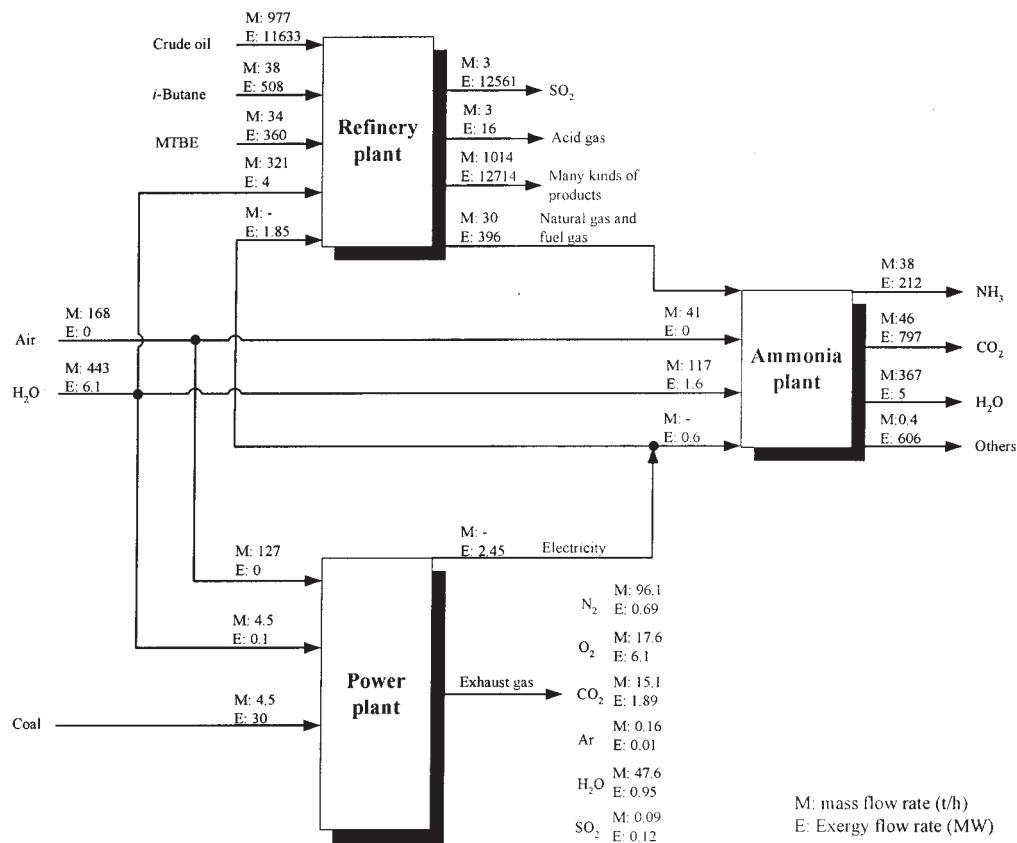 M: 977
Crude oil E: 11633
M: 38
i-Butane E: 508
M: 34
MTBE E: 360
M: 321
E: 4
M: -
E: 1.85
Refinery
plant
M: 3
E: 12561 SO2
M: 3
E: 16 Acid gas
M: 1014
E: 12714 Many kinds of
products
M: 30 Natural gas and
E: 396 fuel gas
M: 168
Air E: 0
M: 443
H2O E: 6.1
M: 41
E: 0
M: 117
E: 1.6
M: -
E: 0.6
Ammonia
plant
M:38
E: 212 NH3
M:46
E: 797 CO2
M:367
E: 5 H2O
M:0.4
E: 606 Others
M: 127
E: 0
M: 4.5
E: 0.1
M: 4.5
Coal E: 30
Power
plant
M: -
E: 2.45 Electricity
Exhaust gas
N2 M: 96.1
E: 0.69
O2 M: 17.6
E: 6.1
CO2 M: 15.1
E: 1.89
Ar M: 0.16
E: 0.01
H2O M: 47.6
E: 0.95
SO2 M: 0.09
E: 0.12
M: mass flow rate (t/h)
E: Exergy flow rate (MW)